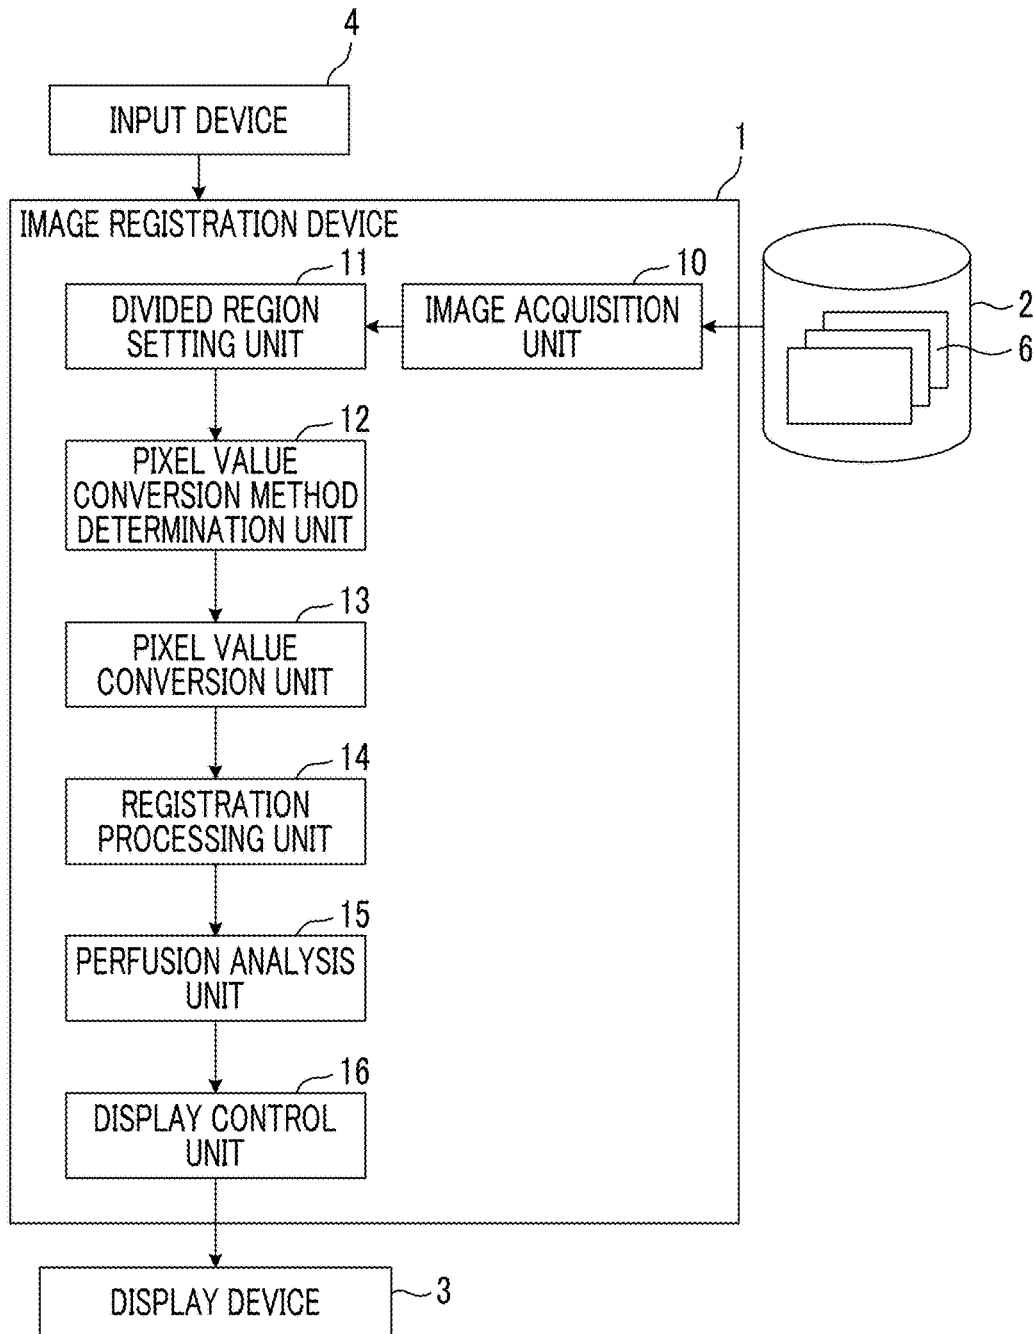 4
INPUT DEVICE
1
IMAGE REGISTRATION DEVICE
11
DIVIDED REGION
SETTING UNIT
10
IMAGE ACQUISITION
UNIT
2
6
12
PIXEL VALUE
CONVERSION METHOD
DETERMINATION UNIT
13
PIXEL VALUE
CONVERSION UNIT
14
REGISTRATION
PROCESSING UNIT
15
PERFUSION ANALYSIS
UNIT
16
DISPLAY CONTROL
UNIT
DISPLAY DEVICE
3